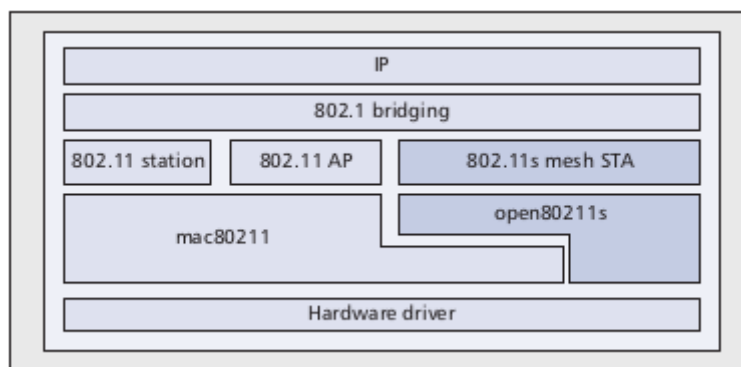 IP
802.1 bridging
802.11 station
802.11 AP
802.11s mesh STA
open80211s
mac80211
Hardware driver